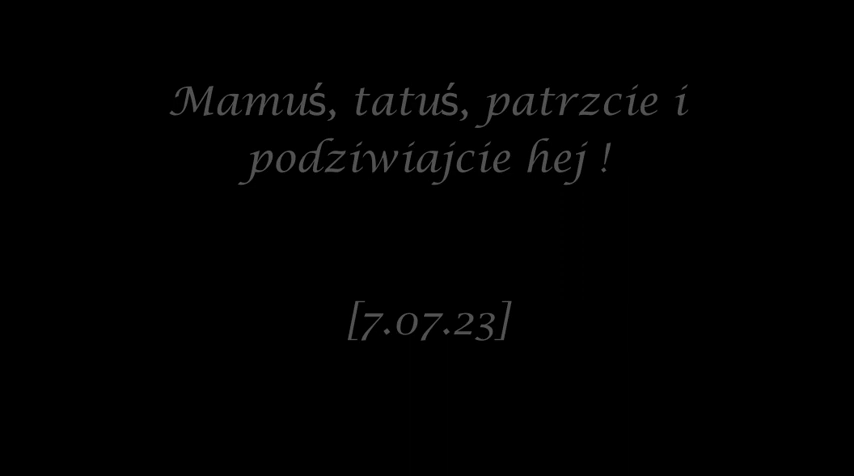 Mamuś, tatuś, patrzcie i
podziwiajcie hej !
[7.07.23]